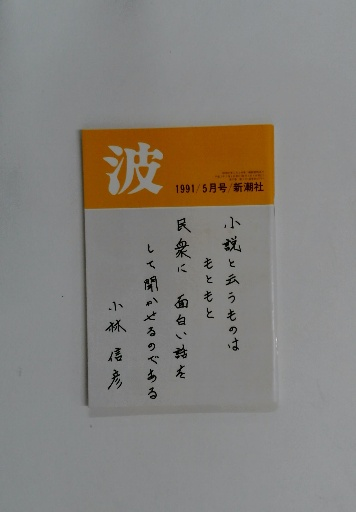 波
1991/5月号/新潮社
小説と云うものは
もともと
民衆に 面白い話を
して聞かせるのである
小林信彦